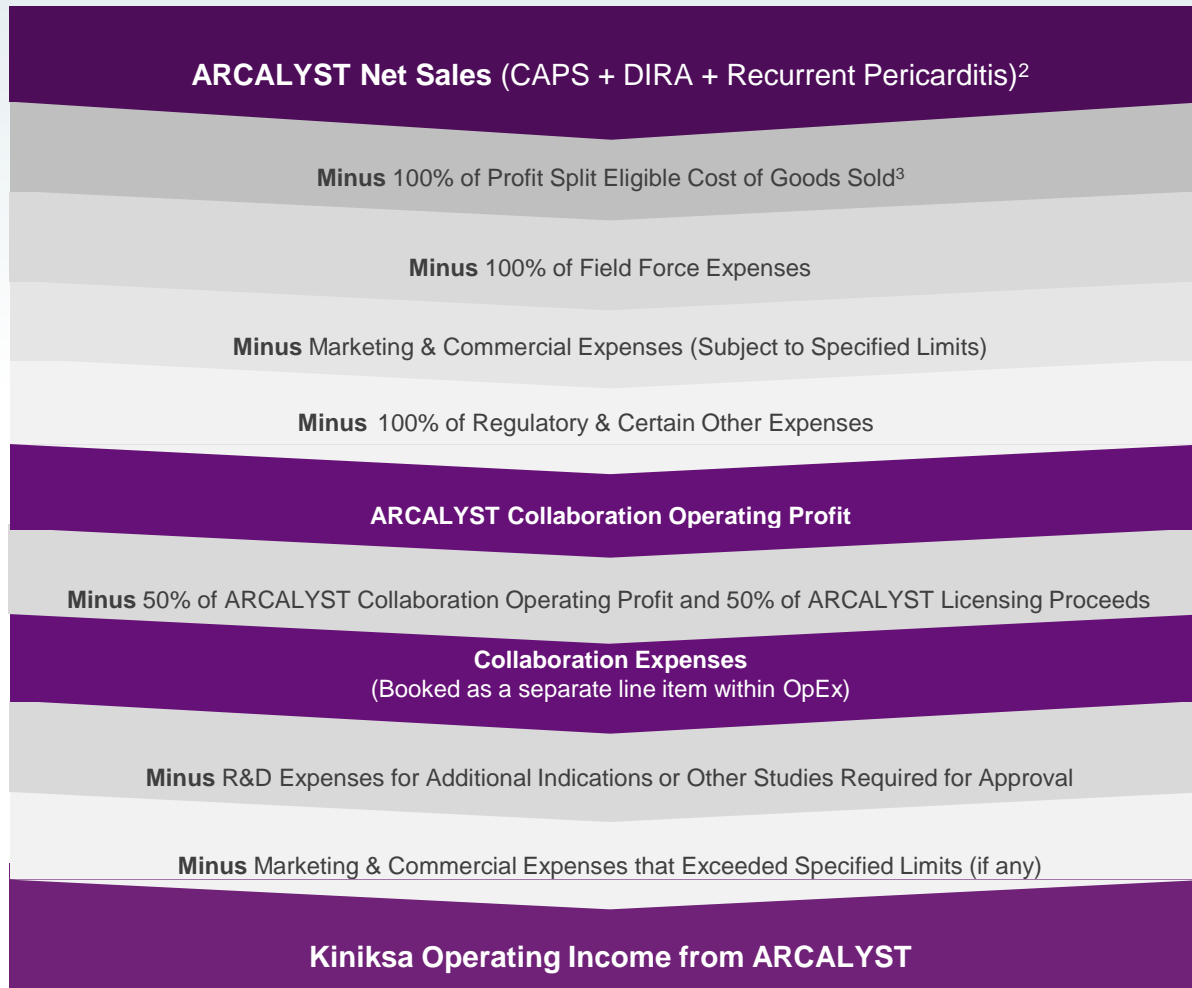 ARCALYST Net Sales (CAPS + DIRA + Recurrent Pericarditis)²
Minus 100% of Profit Split Eligible Cost of Goods Sold³
Minus 100% of Field Force Expenses
Minus Marketing & Commercial Expenses (Subject to Specified Limits)
Minus 100% of Regulatory & Certain Other Expenses
ARCALYST Collaboration Operating Profit
Minus 50% of ARCALYST Collaboration Operating Profit and 50% of ARCALYST Licensing Proceeds
Collaboration Expenses
(Booked as a separate line item within OpEx)
Minus R&D Expenses for Additional Indications or Other Studies Required for Approval
Minus Marketing & Commercial Expenses that Exceeded Specified Limits (if any)
Kiniksa Operating Income from ARCALYST